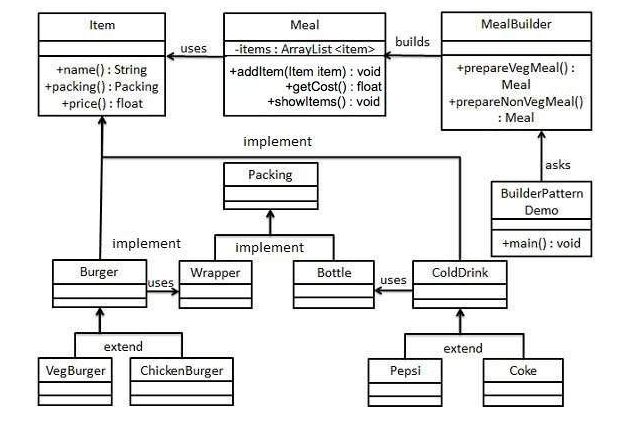 Item
+name() : String
+packing() : Packing
+price() : float
uses
Meal
-items : ArrayList <item>
+addItem(Item item) : void
+getCost() : float
+showItems() : void
builds
MealBuilder
+prepareVegMeal() :
Meal
+prepareNonVegMeal()
: Meal
implement
asks
Packing
BuilderPattern
Demo
+main() : void
implement
implement
Burger
uses
Wrapper
Bottle
uses
ColdDrink
extend
extend
VegBurger
ChickenBurger
Pepsi
Coke